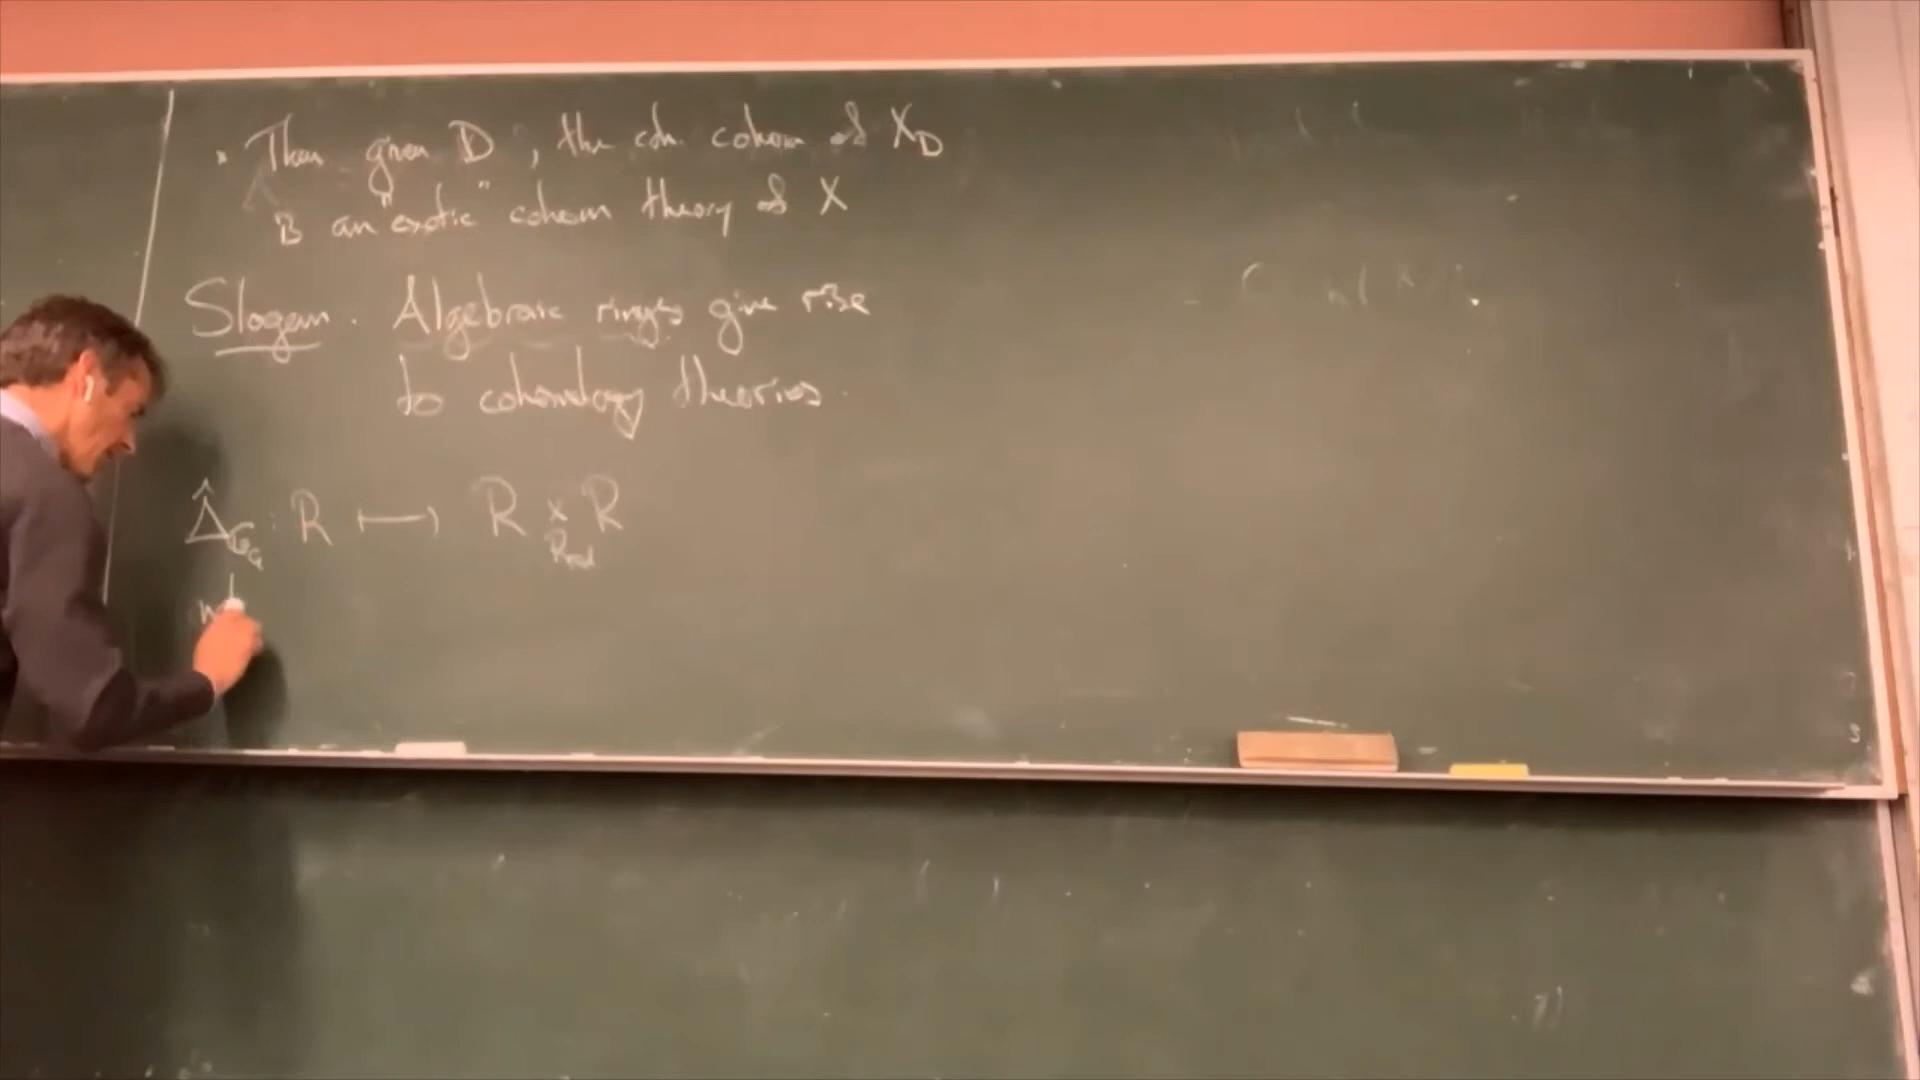 • Then given D, the coh. cohom of X_D
is an "exotic" cohom theory of X
Slogan. Algebraic rings give rise
to cohomology theories.
Δ̂_{G_a} : R ⟼ R ×_{R_red} R